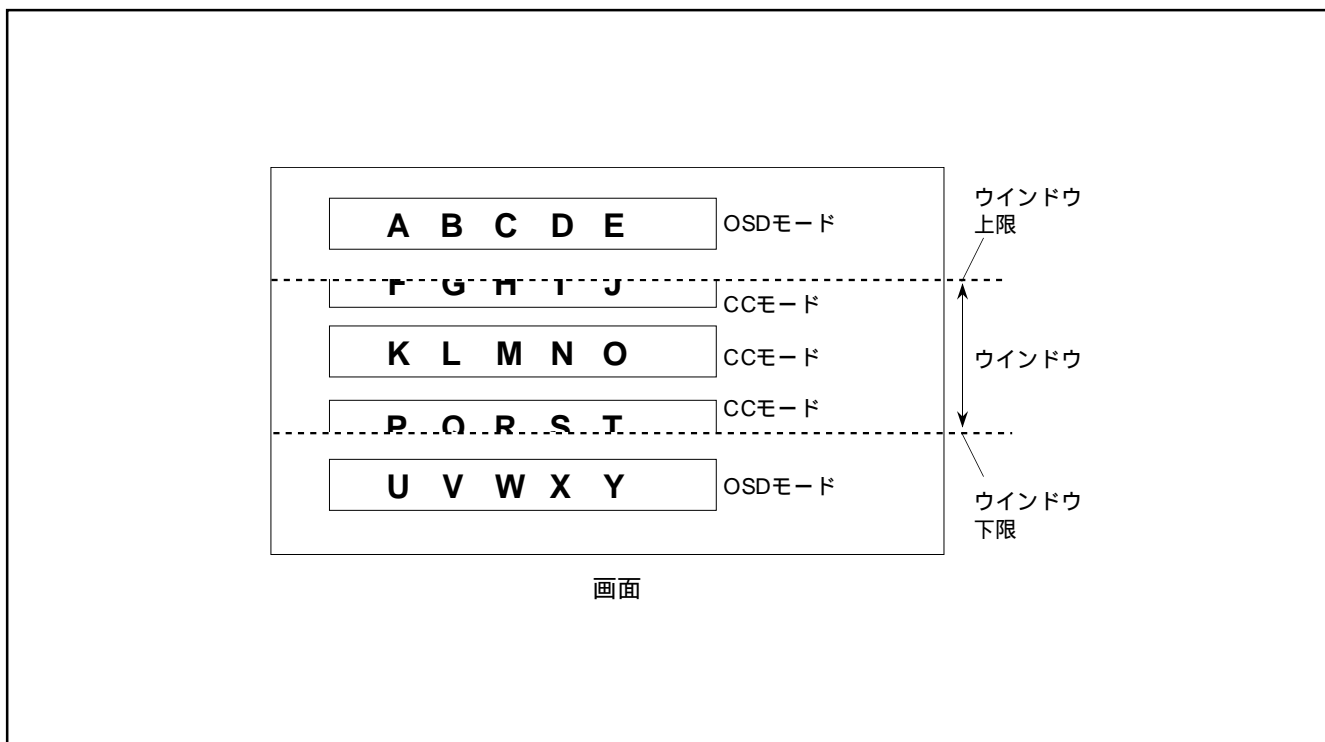 A B C D E
OSDモード
ウインドウ
上限
F G H I J
CCモード
K L M N O
CCモード
ウインドウ
P Q R S T
CCモード
U V W X Y
OSDモード
ウインドウ
下限
画面